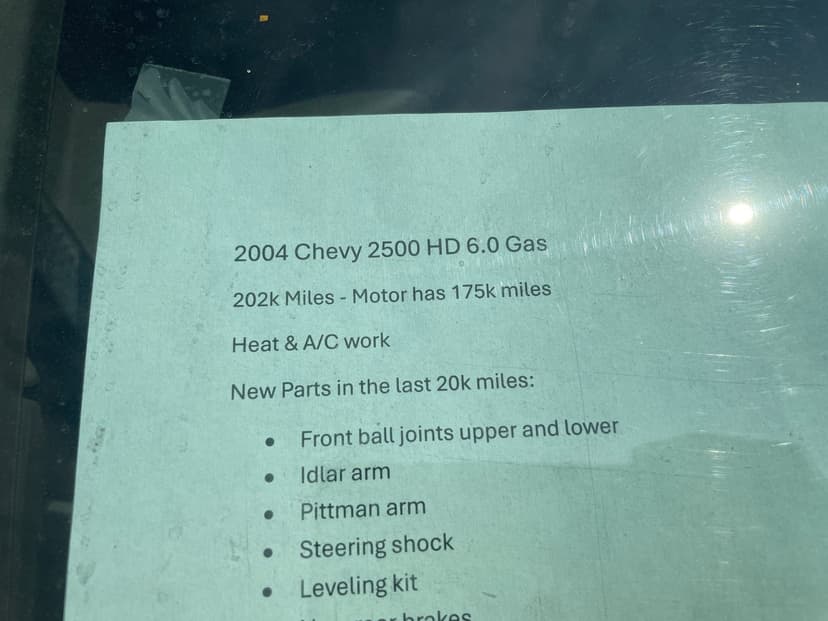 2004 Chevy 2500 HD 6.0 Gas
202k Miles - Motor has 175k miles
Heat & A/C work
New Parts in the last 20k miles:
• Front ball joints upper and lower
• Idlar arm
• Pittman arm
• Steering shock
• Leveling kit
brakes